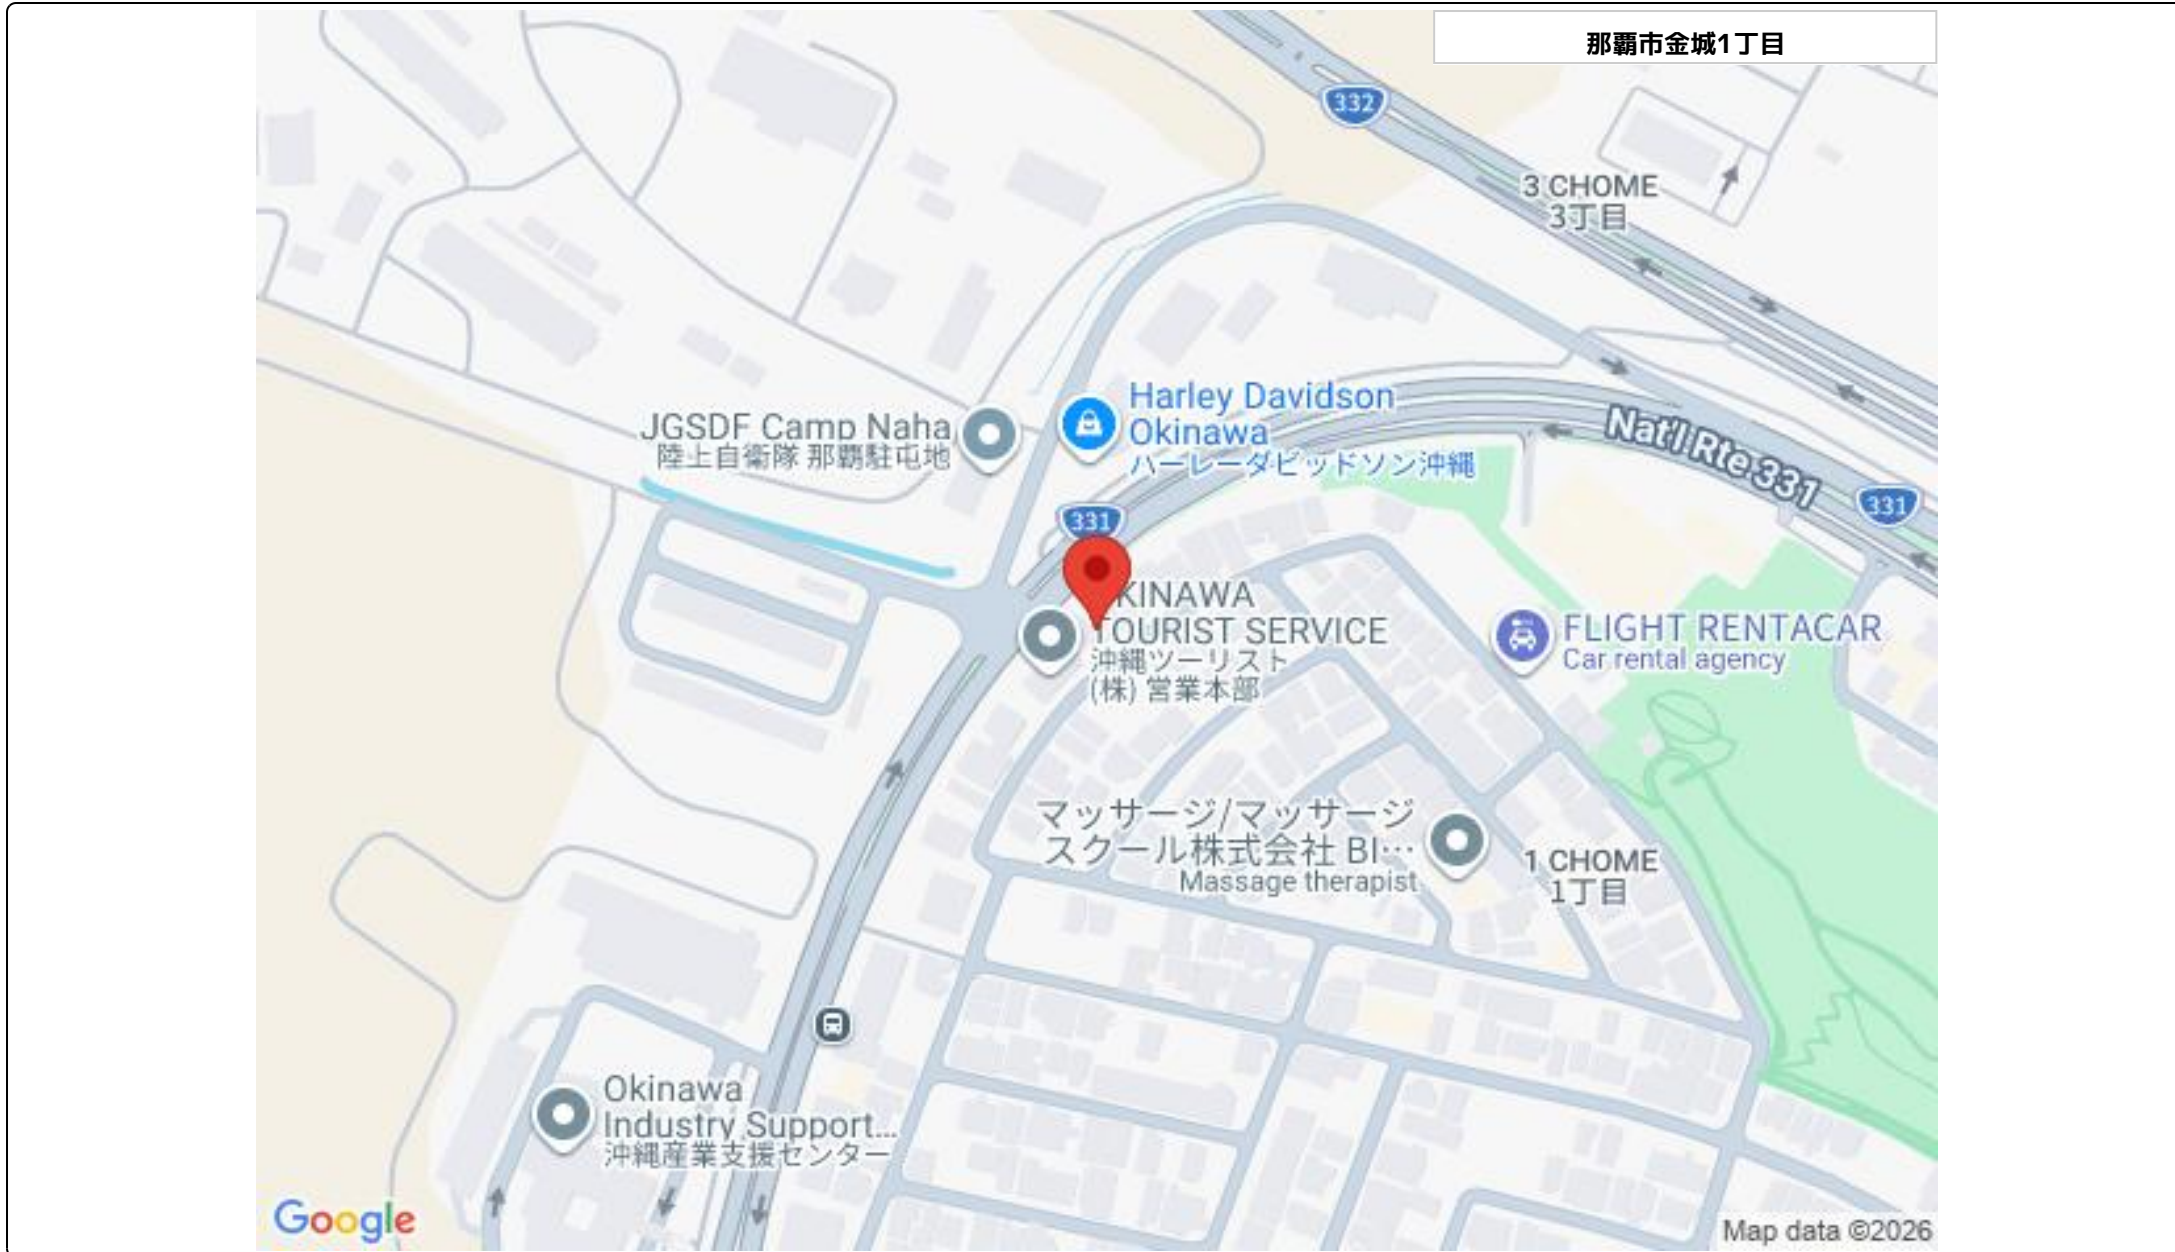 那覇市金城1丁目
332
3 CHOME
3丁目
Harley Davidson
Okinawa
ハーレーダビッドソン沖縄
JGSDF Camp Naha
陸上自衛隊 那覇駐屯地
Nat'l Rte 331
331
331
KINAWA
TOURIST SERVICE
沖縄ツーリスト
(株) 営業本部
FLIGHT RENTACAR
Car rental agency
マッサージ/マッサージ
スクール株式会社 BI…
Massage therapist
1 CHOME
1丁目
Okinawa
Industry Support...
沖縄産業支援センター
Google
Map data ©2026